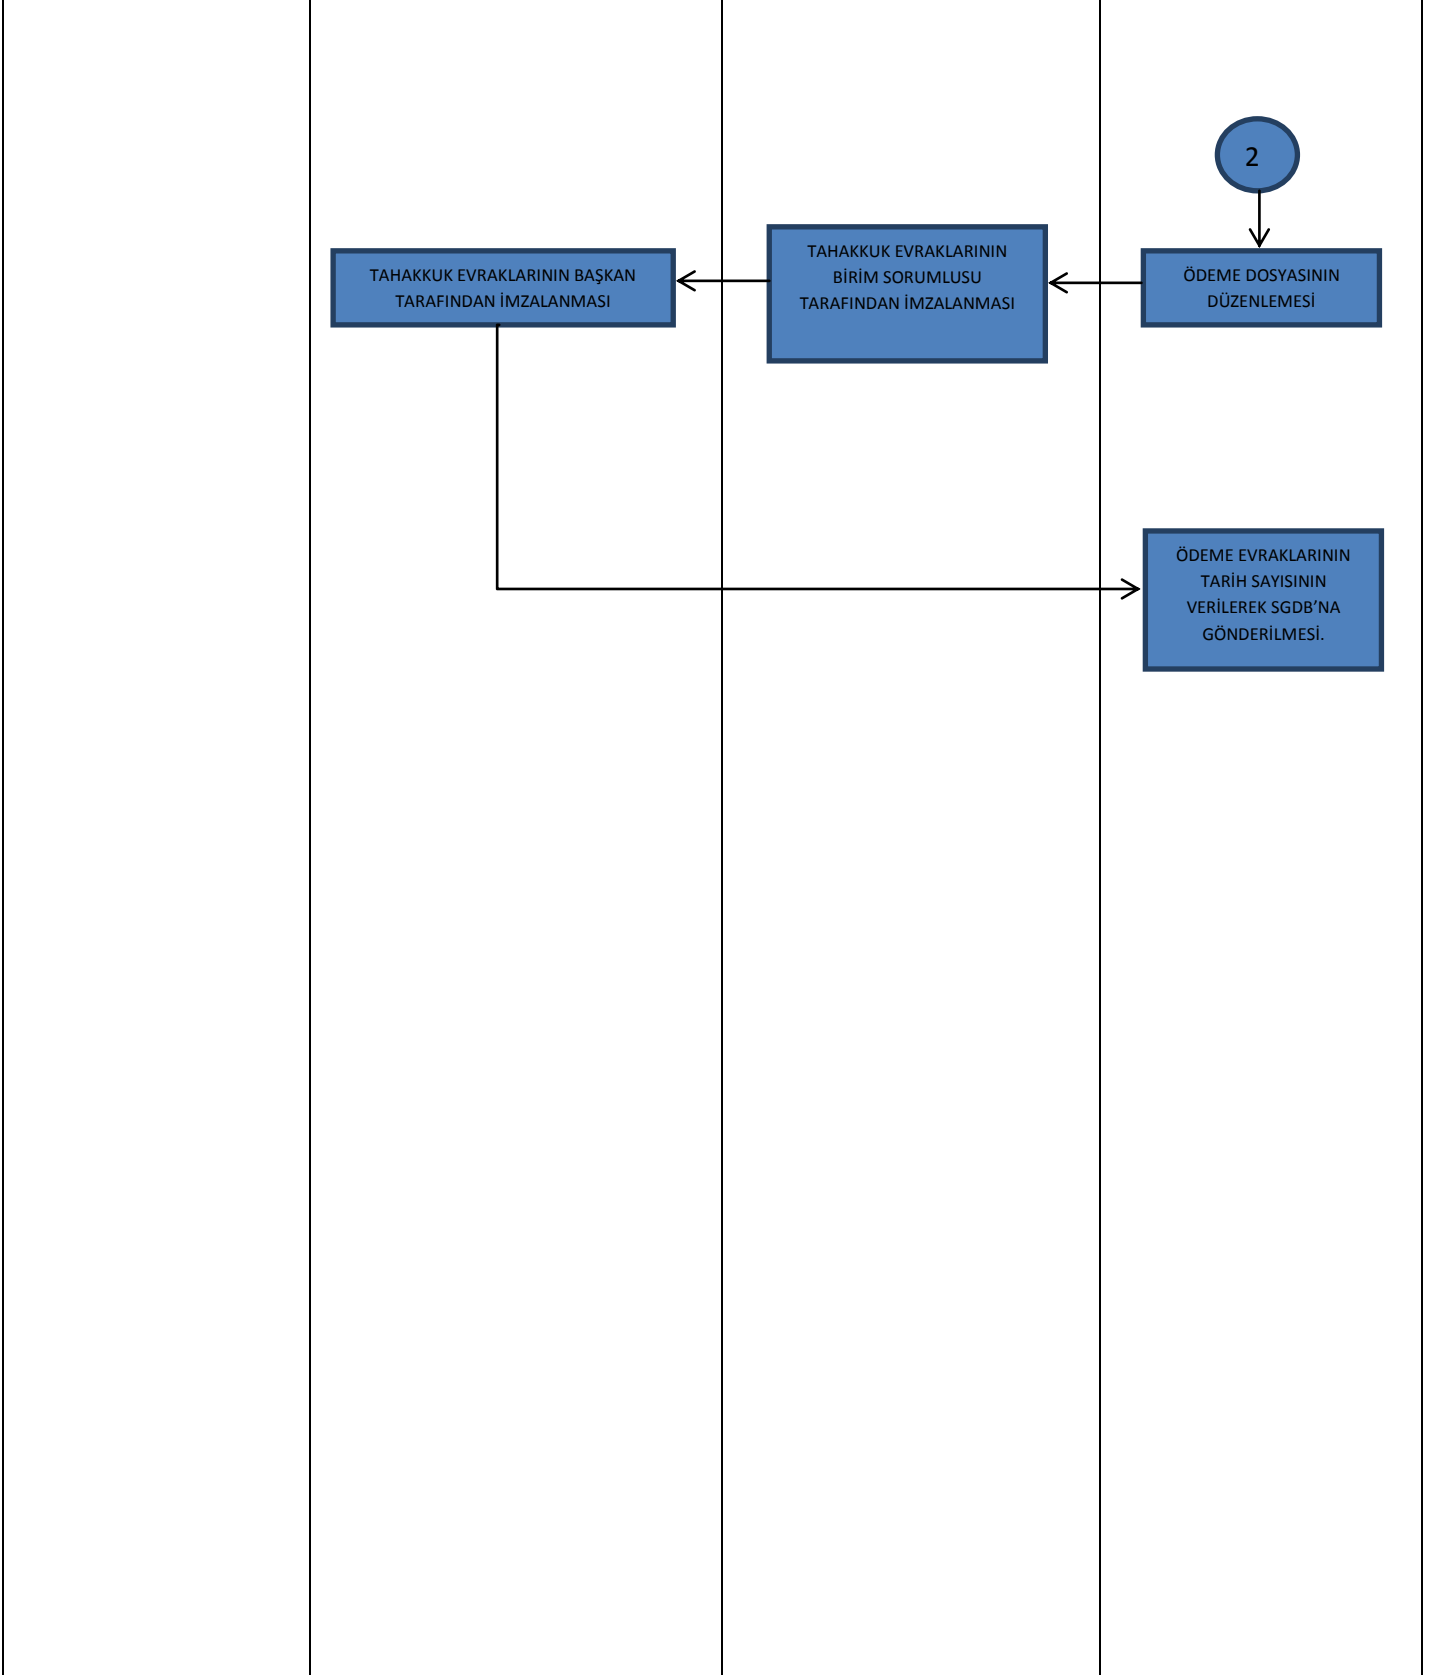 2
TAHAKKUK EVRAKLARININ
BİRİM SORUMLUSU
TARAFINDAN İMZALANMASI
TAHAKKUK EVRAKLARININ BAŞKAN
TARAFINDAN İMZALANMASI
ÖDEME DOSYASININ
DÜZENLEMESİ
ÖDEME EVRAKLARININ
TARİH SAYISININ
VERİLEREK SGDB’NA
GÖNDERİLMESİ.